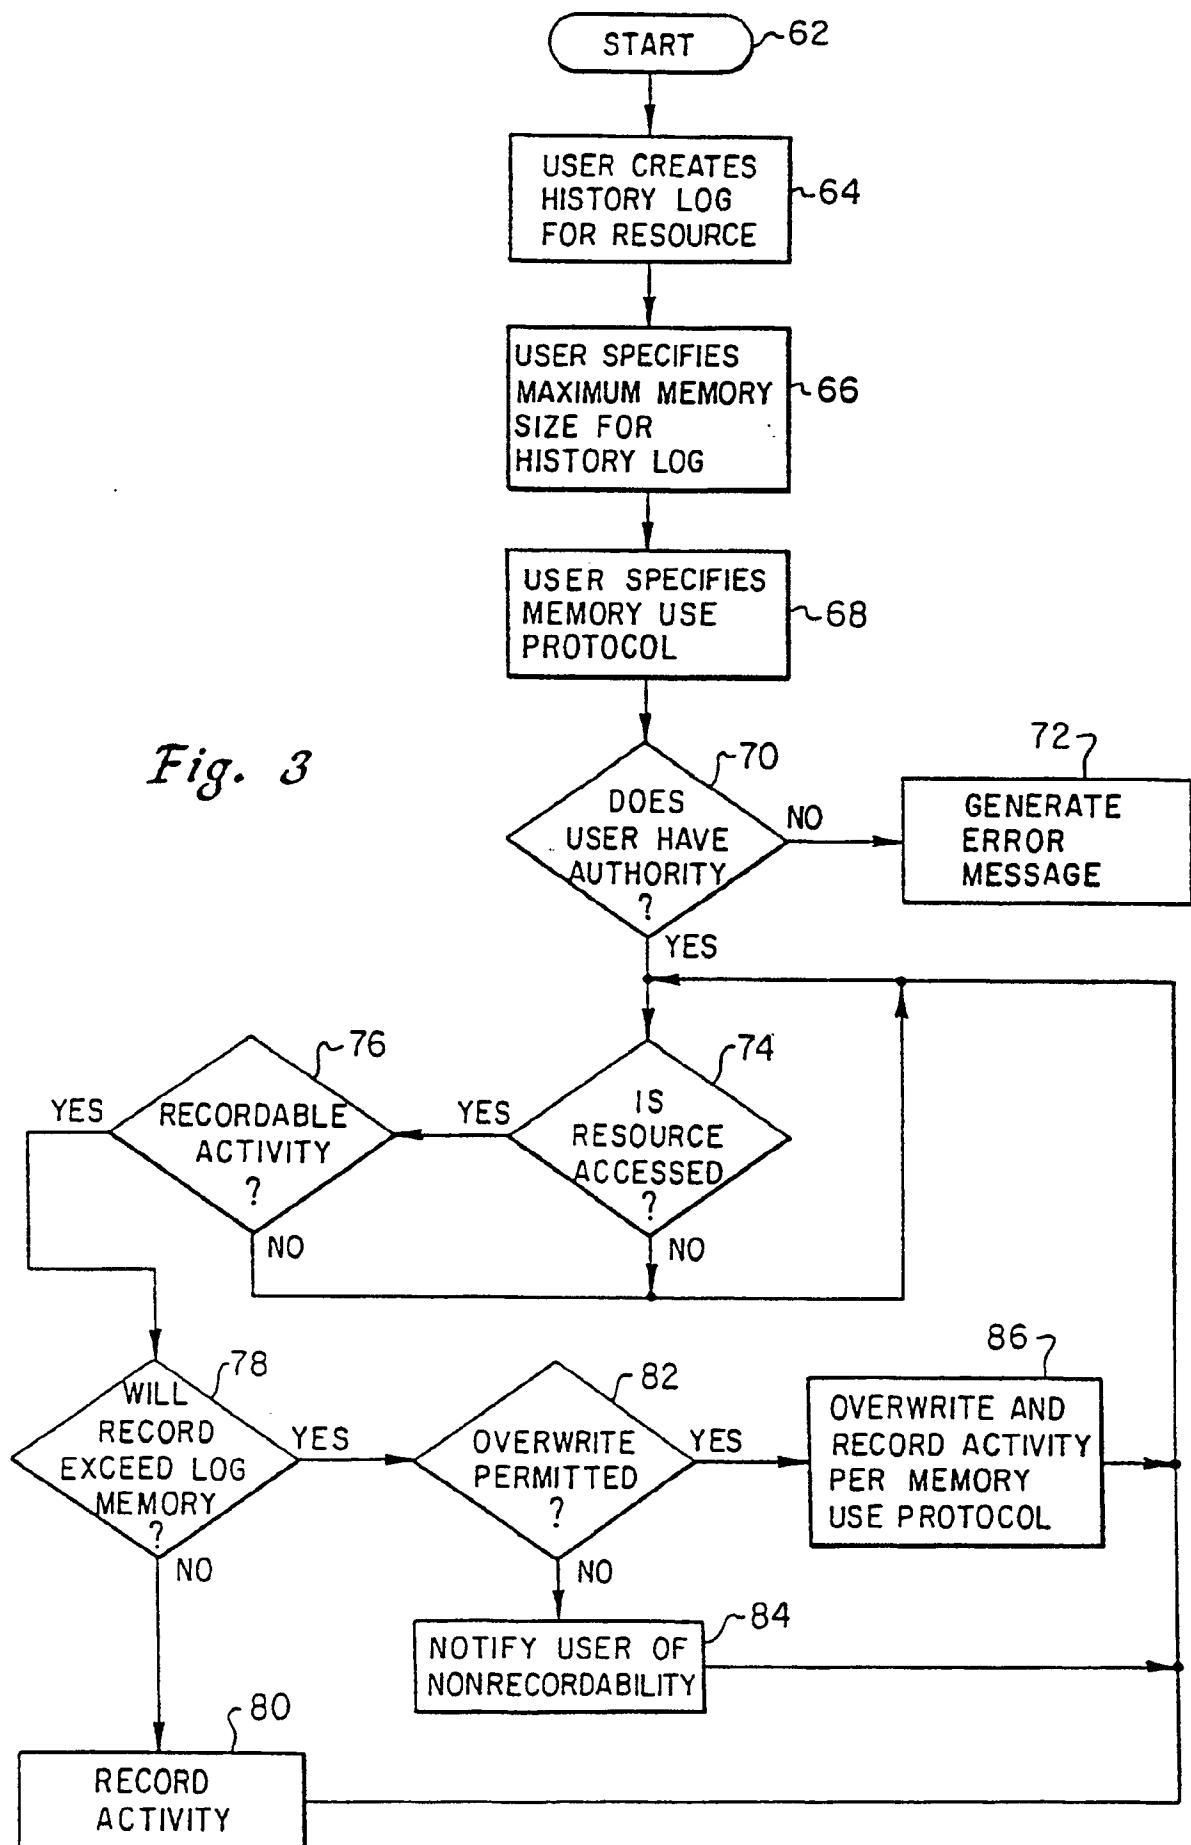 START
62
USER CREATES
HISTORY LOG
FOR RESOURCE
64
USER SPECIFIES
MAXIMUM MEMORY
SIZE FOR
HISTORY LOG
66
USER SPECIFIES
MEMORY USE
PROTOCOL
68
Fig. 3
70
DOES
USER HAVE
AUTHORITY
?
NO
72
GENERATE
ERROR
MESSAGE
YES
74
IS
RESOURCE
ACCESSED
?
YES
NO
76
RECORDABLE
ACTIVITY
?
YES
NO
78
WILL
RECORD
EXCEED LOG
MEMORY
?
YES
NO
82
OVERWRITE
PERMITTED
?
YES
NO
86
OVERWRITE AND
RECORD ACTIVITY
PER MEMORY
USE PROTOCOL
84
NOTIFY USER OF
NONRECORDABILITY
80
RECORD
ACTIVITY